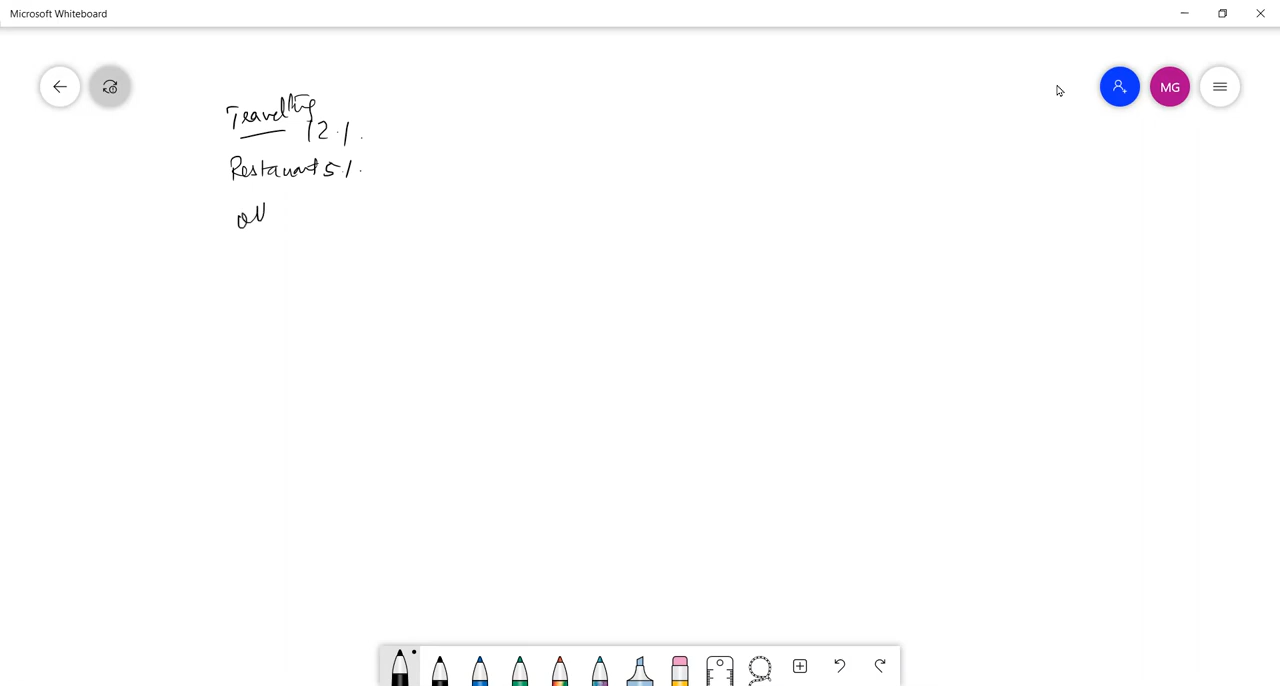 Microsoft Whiteboard
MG
Travelling
12 %.
Restaurant 5 %.